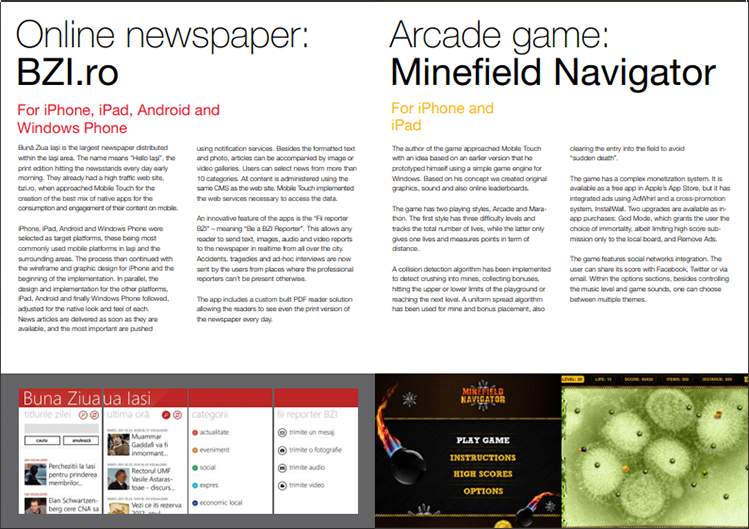 Online newspaper:
BZI.ro
For iPhone, iPad, Android and
Windows Phone
Bună Ziua Iași is the largest newspaper distributed
within the Iași area. The name means "Hello Iași", the
print edition hitting the newsstands every day early
morning. They already had a high traffic web site,
bzi.ro, when approached Mobile Touch for the
creation of the best mix of native apps for the
consumption and engagement of their content on mobile.
iPhone, iPad, Android and Windows Phone were
selected as target platforms, these being most
commonly used mobile platforms in Iași and the
surrounding areas. The process then continued with
the wireframe and graphic design for iPhone and the
beginning of the implementation. In parallel, the
design and implementation for the other platforms,
iPad, Android and finally Windows Phone followed,
adjusted for the native look and feel of each.
News articles are delivered as soon as they are
available, and the most important are pushed
using notification services. Besides the formatted text
and photo, articles can be accompanied by image or
video galleries. Users can select news from more than
10 categories. All content is administered using the
same CMS as the web site. Mobile Touch implemented
the web services necessary to access the data.
An innovative feature of the apps is the "Fii reporter
BZI" – meaning "Be a BZI Reporter". This allows any
reader to send text, images, audio and video reports
to the newspaper in realtime from all over the city.
Accidents, tragedies and ad-hoc interviews are now
sent by the users from places where the professional
reporters can't be present otherwise.
The app includes a custom built PDF reader solution
allowing the readers to see even the print version of
the newspaper every day.
Arcade game:
Minefield Navigator
For iPhone and
iPad
The author of the game approached Mobile Touch
with an idea based on an earlier version that he
prototyped himself using a simple game engine for
Windows. Based on his concept we created original
graphics, sound and also online leaderboards.
The game has two playing styles, Arcade and Mara-
thon. The first style has three difficulty levels and
tracks the total number of lives, while the latter only
gives one lives and measures points in term of
distance.
A collision detection algorithm has been implemented
to detect crushing into mines, collecting bonuses,
hitting the upper or lower limits of the playground or
reaching the next level. A uniform spread algorithm
has been used for mine and bonus placement, also
clearing the entry into the field to avoid
"sudden death".
The game has a complex monetization system. It is
available as a free app in Apple's App Store, but it has
integrated ads using AdWhirl and a cross-promotion
system, InstallWall. Two upgrades are available as in-
app purchases: God Mode, which grants the user the
choice of immortality, albeit limiting high score sub-
mission only to the local board, and Remove Ads.
The game features social networks integration. The
user can share its score with Facebook, Twitter or via
email. Within the options sections, besides controlling
the music level and game sounds, one can choose
between multiple themes.
Buna Ziua
ua Iasi
titlurile zilei
cauta
anulează
Perchezitii la Iasi
pentru prinderea
membrilor...
Elan Schwartzen-
berg cere CNA sa
ultima oră
Muammar
Gaddafi va fi
inmormant...
Rectorul UMF
Vasile Astaras-
toae - discurs...
Vezi ce iti rezerva
categorii
actualitate
eveniment
social
expres
economic local
fii reporter BZI
trimite un mesaj
trimite o fotografie
trimite audio
trimite video
MINEFIELD
NAVIGATOR
PLAY GAME
INSTRUCTIONS
HIGH SCORES
OPTIONS